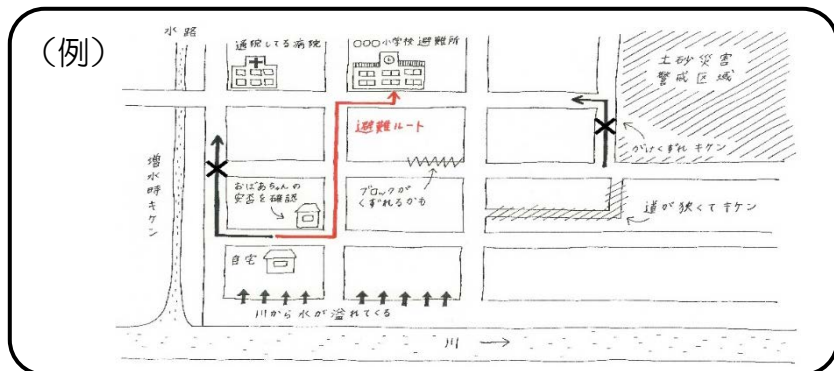 (例)
水路
通院してる病院
○○○小学校避難所
土砂災害
警戒区域
避難ルート
がけくずれキケン
増水時キケン
おばあちゃんの
安否を確認
ブロックが
くずれるかも
道が狭くてキケン
自宅
川から水が溢れてくる
川